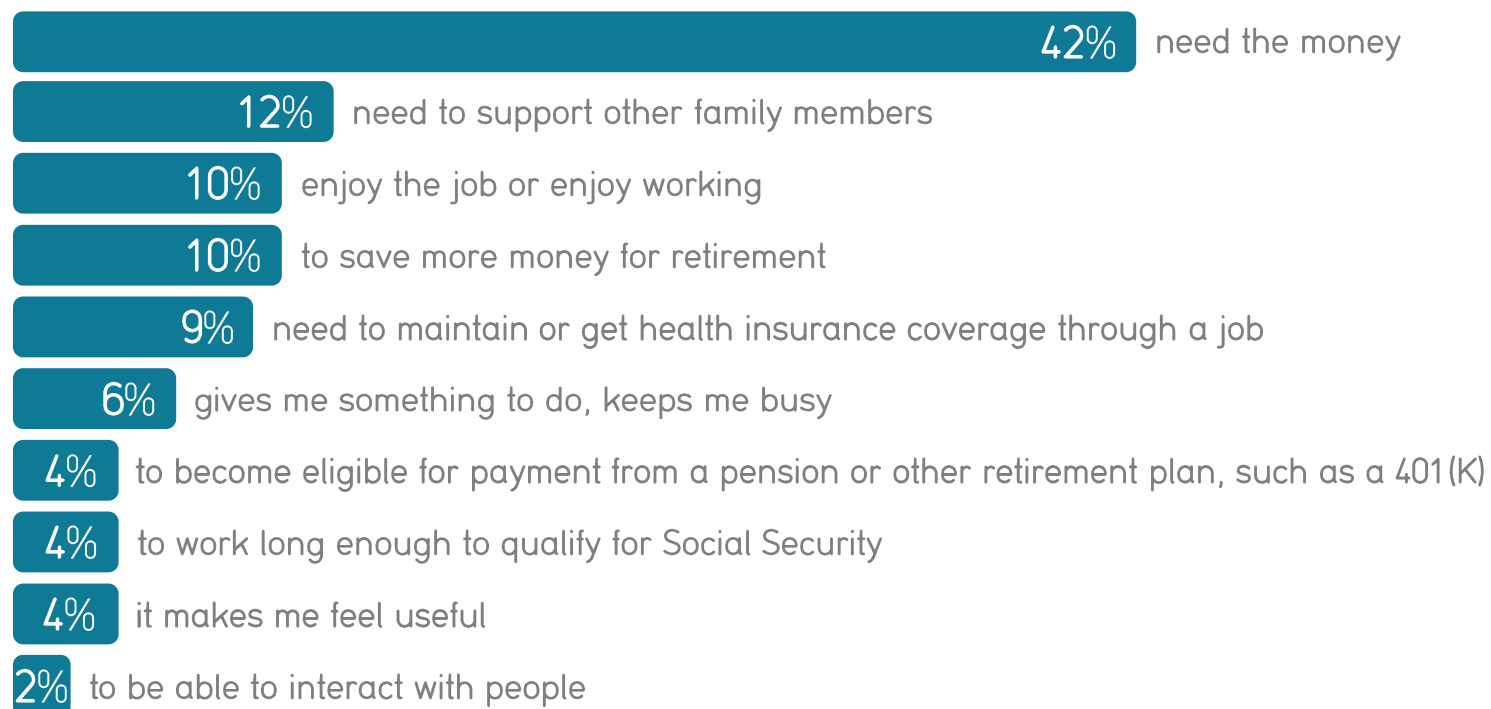 42% need the money
12% need to support other family members
10% enjoy the job or enjoy working
10% to save more money for retirement
9% need to maintain or get health insurance coverage through a job
6% gives me something to do, keeps me busy
4% to become eligible for payment from a pension or other retirement plan, such as a 401(K)
4% to work long enough to qualify for Social Security
4% it makes me feel useful
2% to be able to interact with people